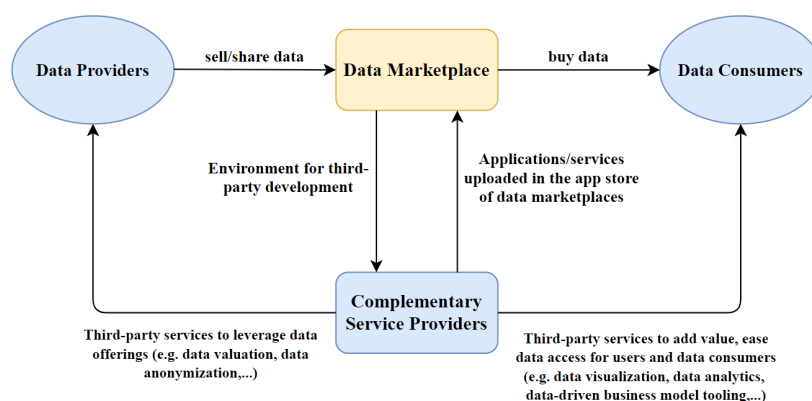 sell/share data
buy data
Data Providers
Data Marketplace
Data Consumers
Environment for third-
party development
Applications/services
uploaded in the app store
of data marketplaces
Complementary
Service Providers
Third-party services to leverage data
offerings (e.g. data valuation, data
anonymization,...)
Third-party services to add value, ease
data access for users and data consumers
(e.g. data visualization, data analytics,
data-driven business model tooling,...)